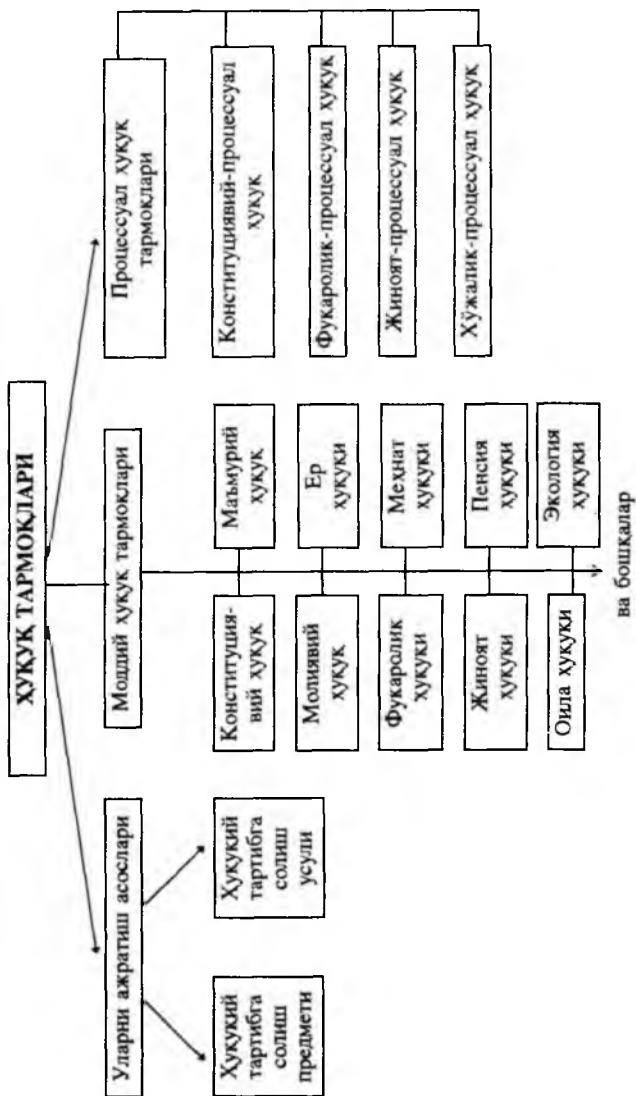 ҲУҚУҚ ТАРМОҚЛАРИ
Уларни ажратиш асослари
Моддий ҳуқуқ тармоқлари
Процессуал ҳуқуқ
тармоқлари
Ҳуқуқий
тартибга
солиш
предмети
Ҳуқуқий
тартибга
солиш
усули
Конституция-
вий ҳуқуқ
Маъмурий
ҳуқуқ
Молиявий
ҳуқуқ
Ер
ҳуқуқи
Фуқаролик
ҳуқуқи
Меҳнат
ҳуқуқи
Жиноят
ҳуқуқи
Пенсия
ҳуқуқи
Оила ҳуқуқи
Экология
ҳуқуқи
ва бошқалар
Конституциявий-процессуал
ҳуқуқ
Фуқаролик-процессуал ҳуқуқ
Жиноят-процессуал ҳуқуқ
Хўжалик-процессуал ҳуқуқ